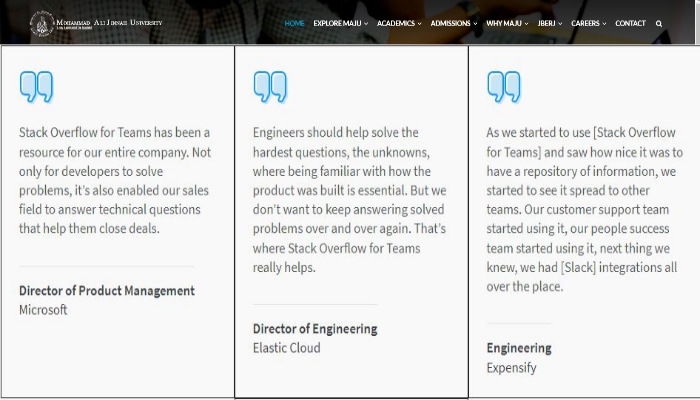 Mohammad Ali Jinnah University
HOME EXPLORE MAJU ACADEMICS ADMISSIONS WHY MAJU JBERJ CAREERS CONTACT
Stack Overflow for Teams has been a
resource for our entire company. Not
only for developers to solve
problems, it's also enabled our sales
field to answer technical questions
that help them close deals.
Director of Product Management
Microsoft
Engineers should help solve the
hardest questions, the unknowns,
where being familiar with how the
product was built is essential. But we
don't want to keep answering solved
problems over and over again. That's
where Stack Overflow for Teams
really helps.
Director of Engineering
Elastic Cloud
As we started to use [Stack Overflow
for Teams] and saw how nice it was to
have a repository of information, we
started to see it spread to other
teams. Our customer support team
started using it, our people success
team started using it, next thing we
knew, we had [Slack] integrations all
over the place.
Engineering
Expensify